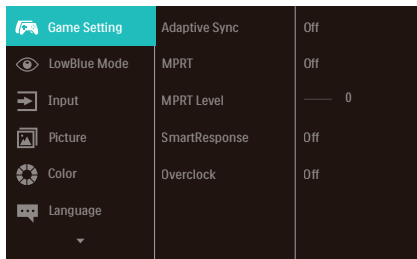 Game Setting Adaptive Sync Off
LowBlue Mode MPRT Off
Input MPRT Level 0
Picture SmartResponse Off
Color Overclock Off
Language